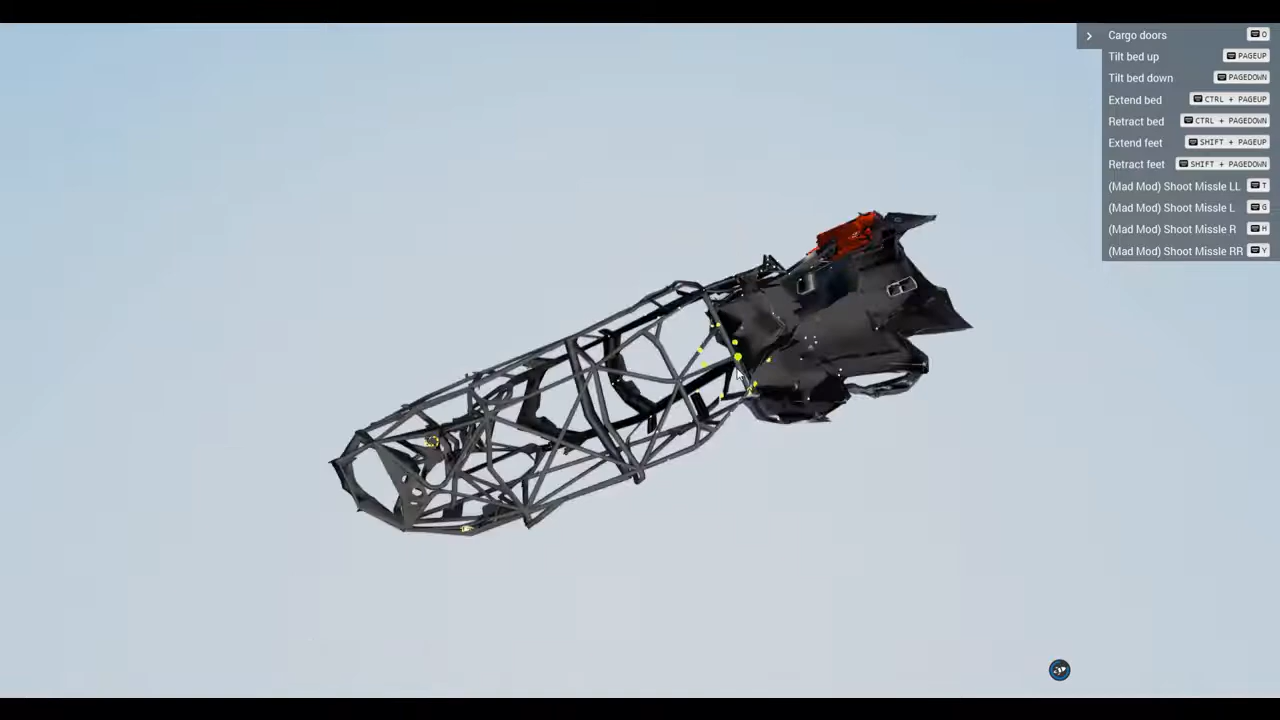 Cargo doors O
Tilt bed up PAGEUP
Tilt bed down PAGEDOWN
Extend bed CTRL + PAGEUP
Retract bed CTRL + PAGEDOWN
Extend feet SHIFT + PAGEUP
Retract feet SHIFT + PAGEDOWN
(Mad Mod) Shoot Missle LL T
(Mad Mod) Shoot Missle L G
(Mad Mod) Shoot Missle R H
(Mad Mod) Shoot Missle RR Y